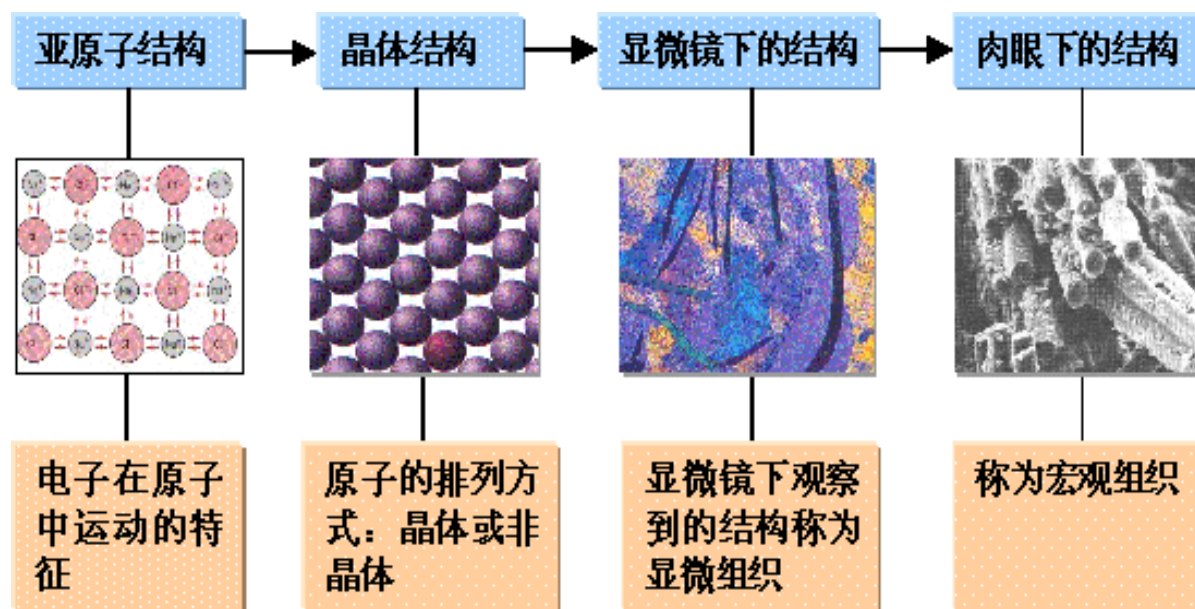 亚原子结构
晶体结构
显微镜下的结构
肉眼下的结构
电子在原子
中运动的特
征
原子的排列方
式：晶体或非
晶体
显微镜下观察
到的结构称为
显微组织
称为宏观组织